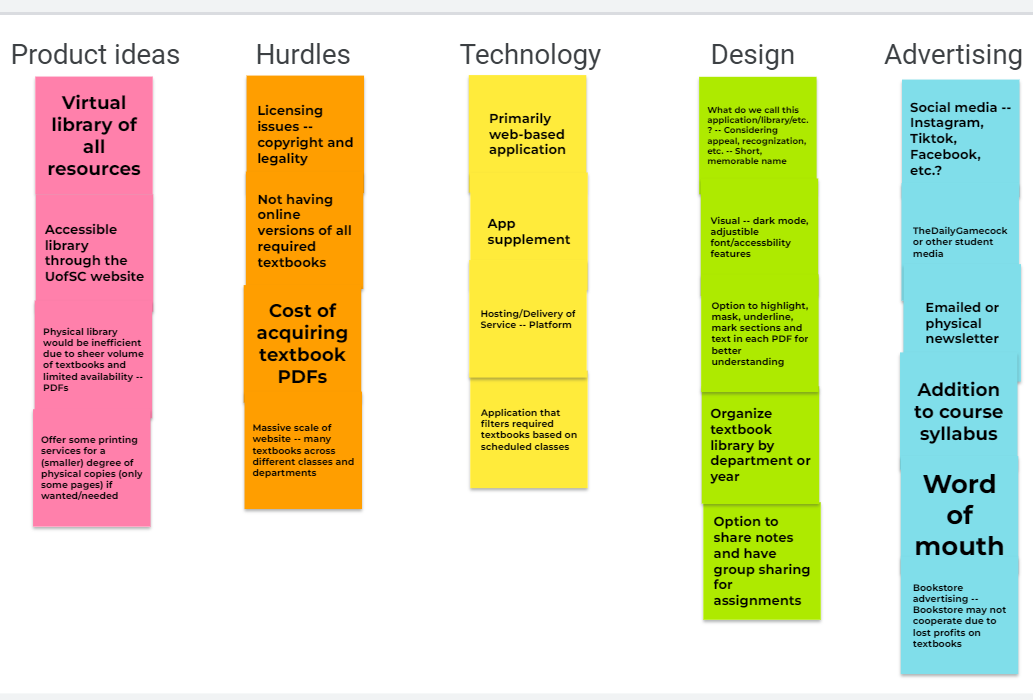 Product ideas
Virtual
library of
all
resources
Accessible
library
through the
UofSC website
Physical library
would be inefficient
due to sheer volume
of textbooks and
limited availability --
PDFs
Offer some printing
services for a
(smaller) degree of
physical copies (only
some pages) if
wanted/needed
Hurdles
Licensing
issues --
copyright and
legality
Not having
online
versions of all
required
textbooks
Cost of
acquiring
textbook
PDFs
Massive scale of
website -- many
textbooks across
different classes and
departments
Technology
Primarily
web-based
application
App
supplement
Hosting/Delivery of
Service -- Platform
Application that
filters required
textbooks based on
scheduled classes
Design
What do we call this
application/library/etc.
? -- Considering
appeal, recognization,
etc. -- Short,
memorable name
Visual -- dark mode,
adjustible
font/accessbility
features
Option to highlight,
mask, underline,
mark sections and
text in each PDF for
better
understanding
Organize
textbook
library by
department or
year
Option to
share notes
and have
group sharing
for
assignments
Advertising
Social media --
Instagram,
Tiktok,
Facebook,
etc.?
TheDailyGamecock
or other student
media
Emailed or
physical
newsletter
Addition
to course
syllabus
Word
of
mouth
Bookstore
advertising --
Bookstore may not
cooperate due to
lost profits on
textbooks